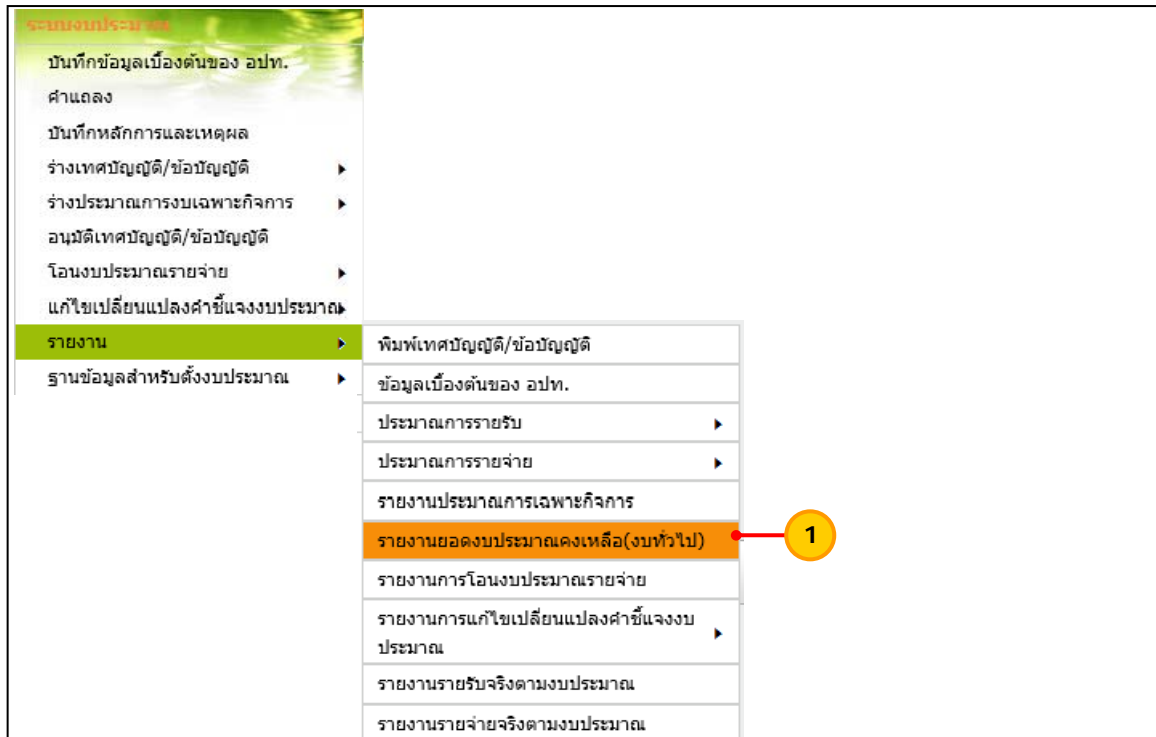 ระบบงบประมาณ
บันทึกข้อมูลเบื้องต้นของ อปท.
คำแถลง
บันทึกหลักการและเหตุผล
ร่างเทศบัญญัติ/ข้อบัญญัติ
ร่างประมาณการงบเฉพาะกิจการ
อนุมัติเทศบัญญัติ/ข้อบัญญัติ
โอนงบประมาณรายจ่าย
แก้ไขเปลี่ยนแปลงคำชี้แจงงบประมาณ
รายงาน
ฐานข้อมูลสำหรับตั้งงบประมาณ
พิมพ์เทศบัญญัติ/ข้อบัญญัติ
ข้อมูลเบื้องต้นของ อปท.
ประมาณการรายรับ
ประมาณการรายจ่าย
รายงานประมาณการเฉพาะกิจการ
รายงานยอดงบประมาณคงเหลือ(งบทั่วไป)
1
รายงานการโอนงบประมาณรายจ่าย
รายงานการแก้ไขเปลี่ยนแปลงคำชี้แจงงบ
ประมาณ
รายงานรายรับจริงตามงบประมาณ
รายงานรายจ่ายจริงตามงบประมาณ